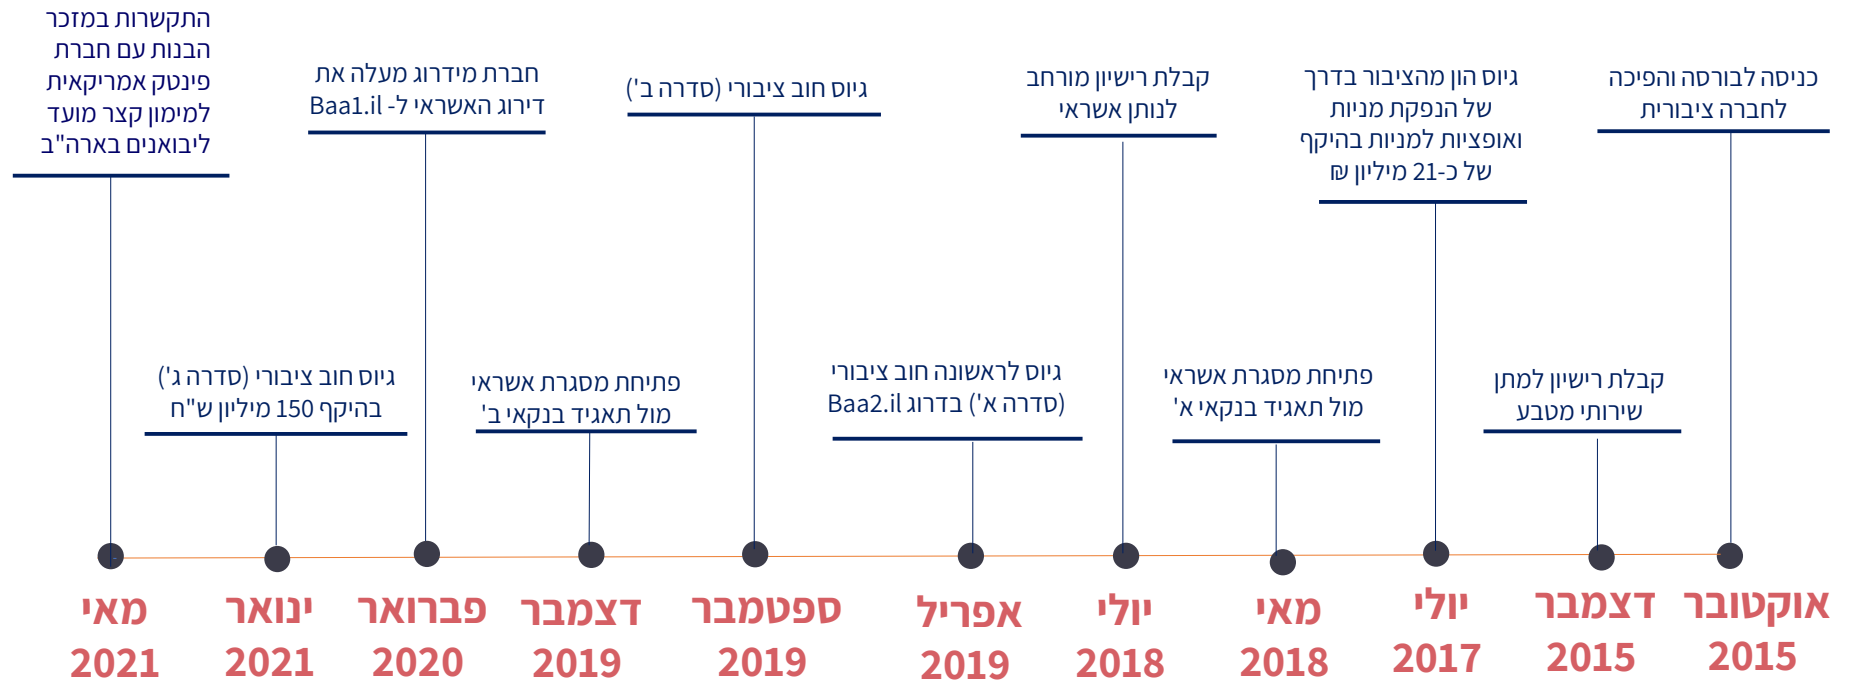 כניסה לבורסה והפיכה
לחברה ציבורית
אוקטובר
2015
קבלת רישיון למתן
שירותי מטבע
דצמבר
2015
גיוס הון מהציבור בדרך
של הנפקת מניות
ואופציות למניות בהיקף
של כ-21 מיליון ₪
יולי
2017
פתיחת מסגרת אשראי
מול תאגיד בנקאי א'
מאי
2018
קבלת רישיון מורחב
לנותן אשראי
יולי
2018
גיוס לראשונה חוב ציבורי
(סדרה א') בדרוג Baa2.il
אפריל
2019
גיוס חוב ציבורי (סדרה ב')
ספטמבר
2019
פתיחת מסגרת אשראי
מול תאגיד בנקאי ב'
דצמבר
2019
חברת מידרוג מעלה את
דירוג האשראי ל- Baa1.il
פברואר
2020
גיוס חוב ציבורי (סדרה ג')
בהיקף 150 מיליון ש"ח
ינואר
2021
התקשרות במזכר
הבנות עם חברת
פינטק אמריקאית
למימון קצר מועד
ליבואנים בארה"ב
מאי
2021